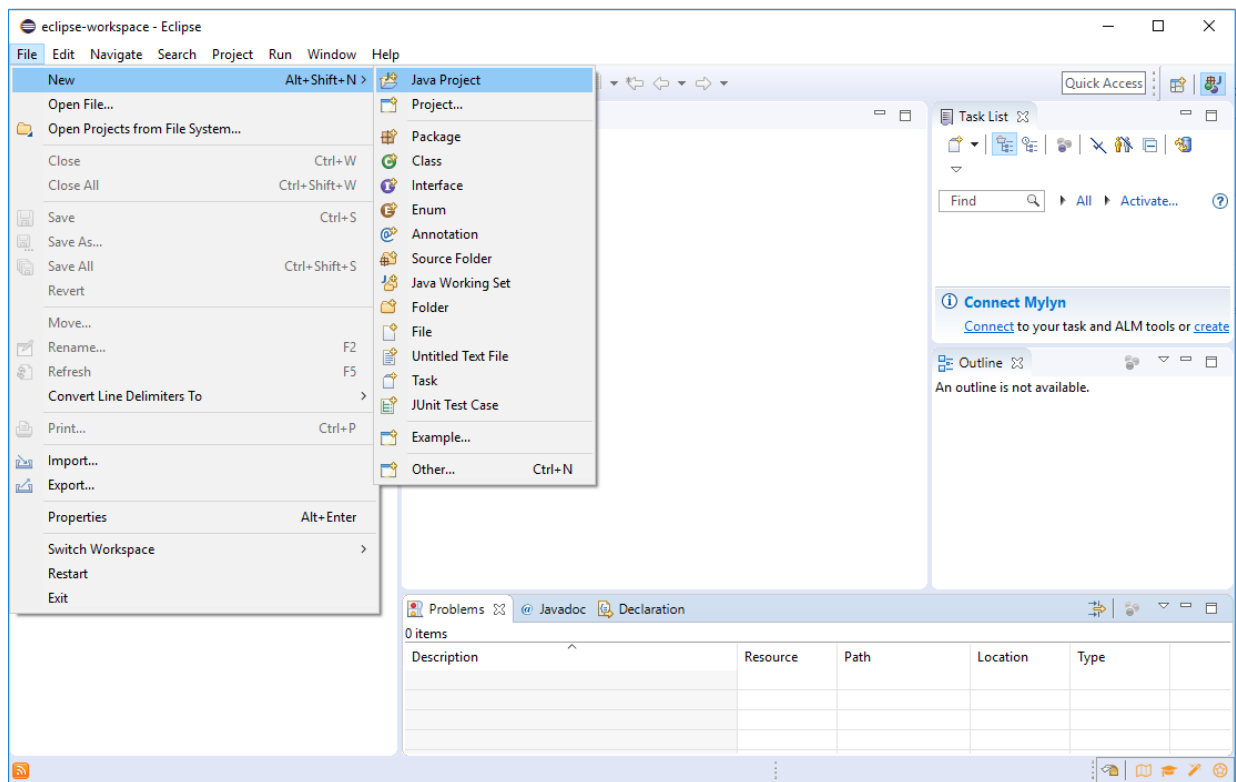 eclipse-workspace - Eclipse
File Edit Navigate Search Project Run Window Help
New Alt+Shift+N >
Open File...
Open Projects from File System...
Close Ctrl+W
Close All Ctrl+Shift+W
Save Ctrl+S
Save As...
Save All Ctrl+Shift+S
Revert
Move...
Rename... F2
Refresh F5
Convert Line Delimiters To >
Print... Ctrl+P
Import...
Export...
Properties Alt+Enter
Switch Workspace >
Restart
Exit
Java Project
Project...
Package
Class
Interface
Enum
Annotation
Source Folder
Java Working Set
Folder
File
Untitled Text File
Task
JUnit Test Case
Example...
Other... Ctrl+N
Quick Access
Task List
Find All Activate...
Connect Mylyn
Connect to your task and ALM tools or create
Outline
An outline is not available.
Problems @ Javadoc Declaration
0 items
Description Resource Path Location Type